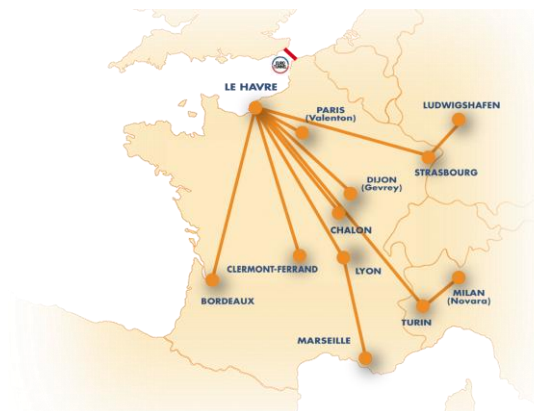 LE HAVRE
PARIS
(Valenton)
LUDWIGSHAFEN
STRASBOURG
DIJON
(Gevrey)
CHALON
CLERMONT-FERRAND
LYON
BORDEAUX
MILAN
(Novara)
TURIN
MARSEILLE